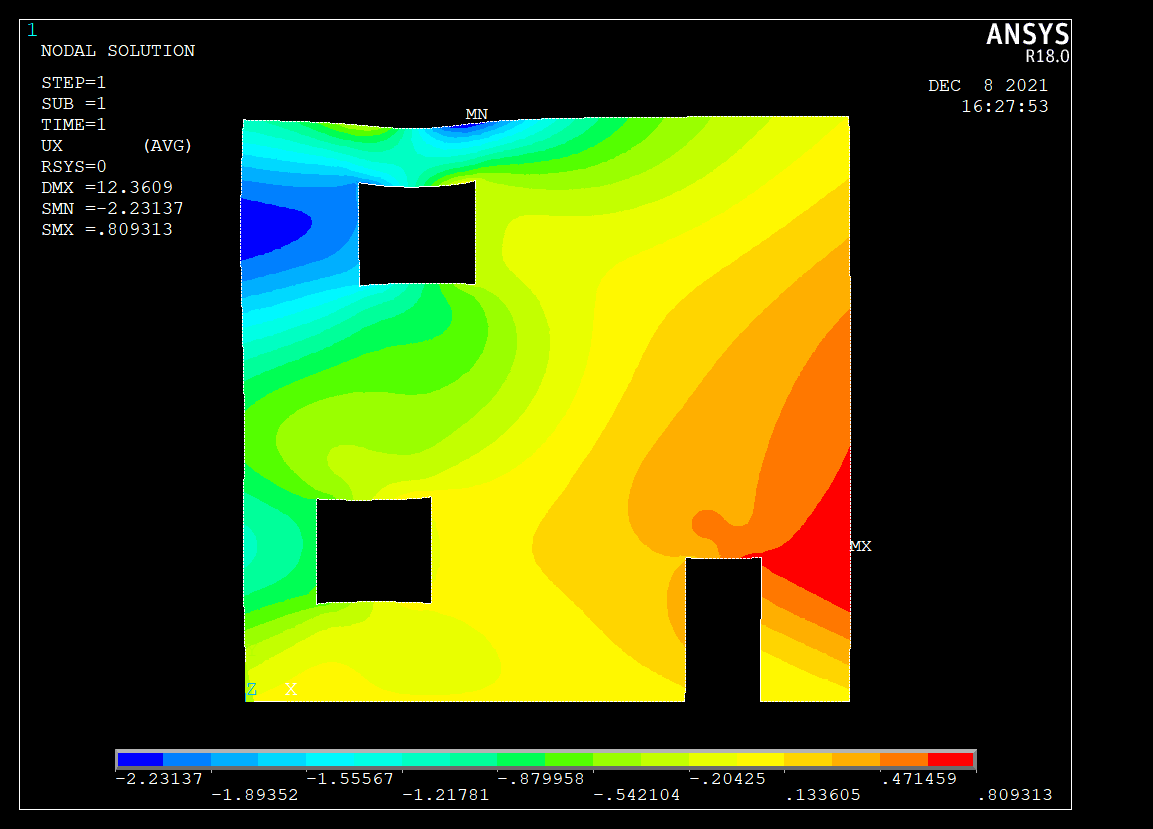 1
ANSYS
R18.0
NODAL SOLUTION
STEP=1
SUB =1
TIME=1
UX (AVG)
RSYS=0
DMX =12.3609
SMN =-2.23137
SMX =.809313
DEC 8 2021
16:27:53
MN
MX
Z X
-2.23137 -1.55567 -.879958 -.20425 .471459
-1.89352 -1.21781 -.542104 .133605 .809313